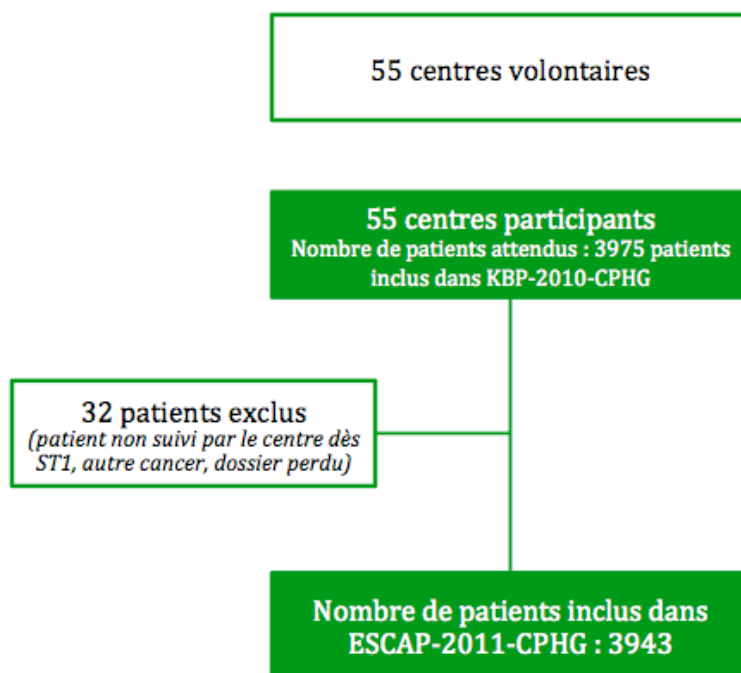 55 centres volontaires
55 centres participants
Nombre de patients attendus : 3975 patients
inclus dans KBP-2010-CPHG
32 patients exclus
(patient non suivi par le centre dès
ST1, autre cancer, dossier perdu)
Nombre de patients inclus dans
ESCAP-2011-CPHG : 3943